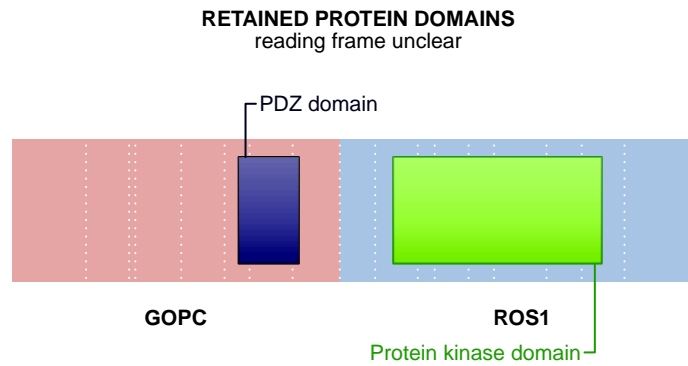 RETAINED PROTEIN DOMAINS
reading frame unclear
PDZ domain
GOPC
ROS1
Protein kinase domain